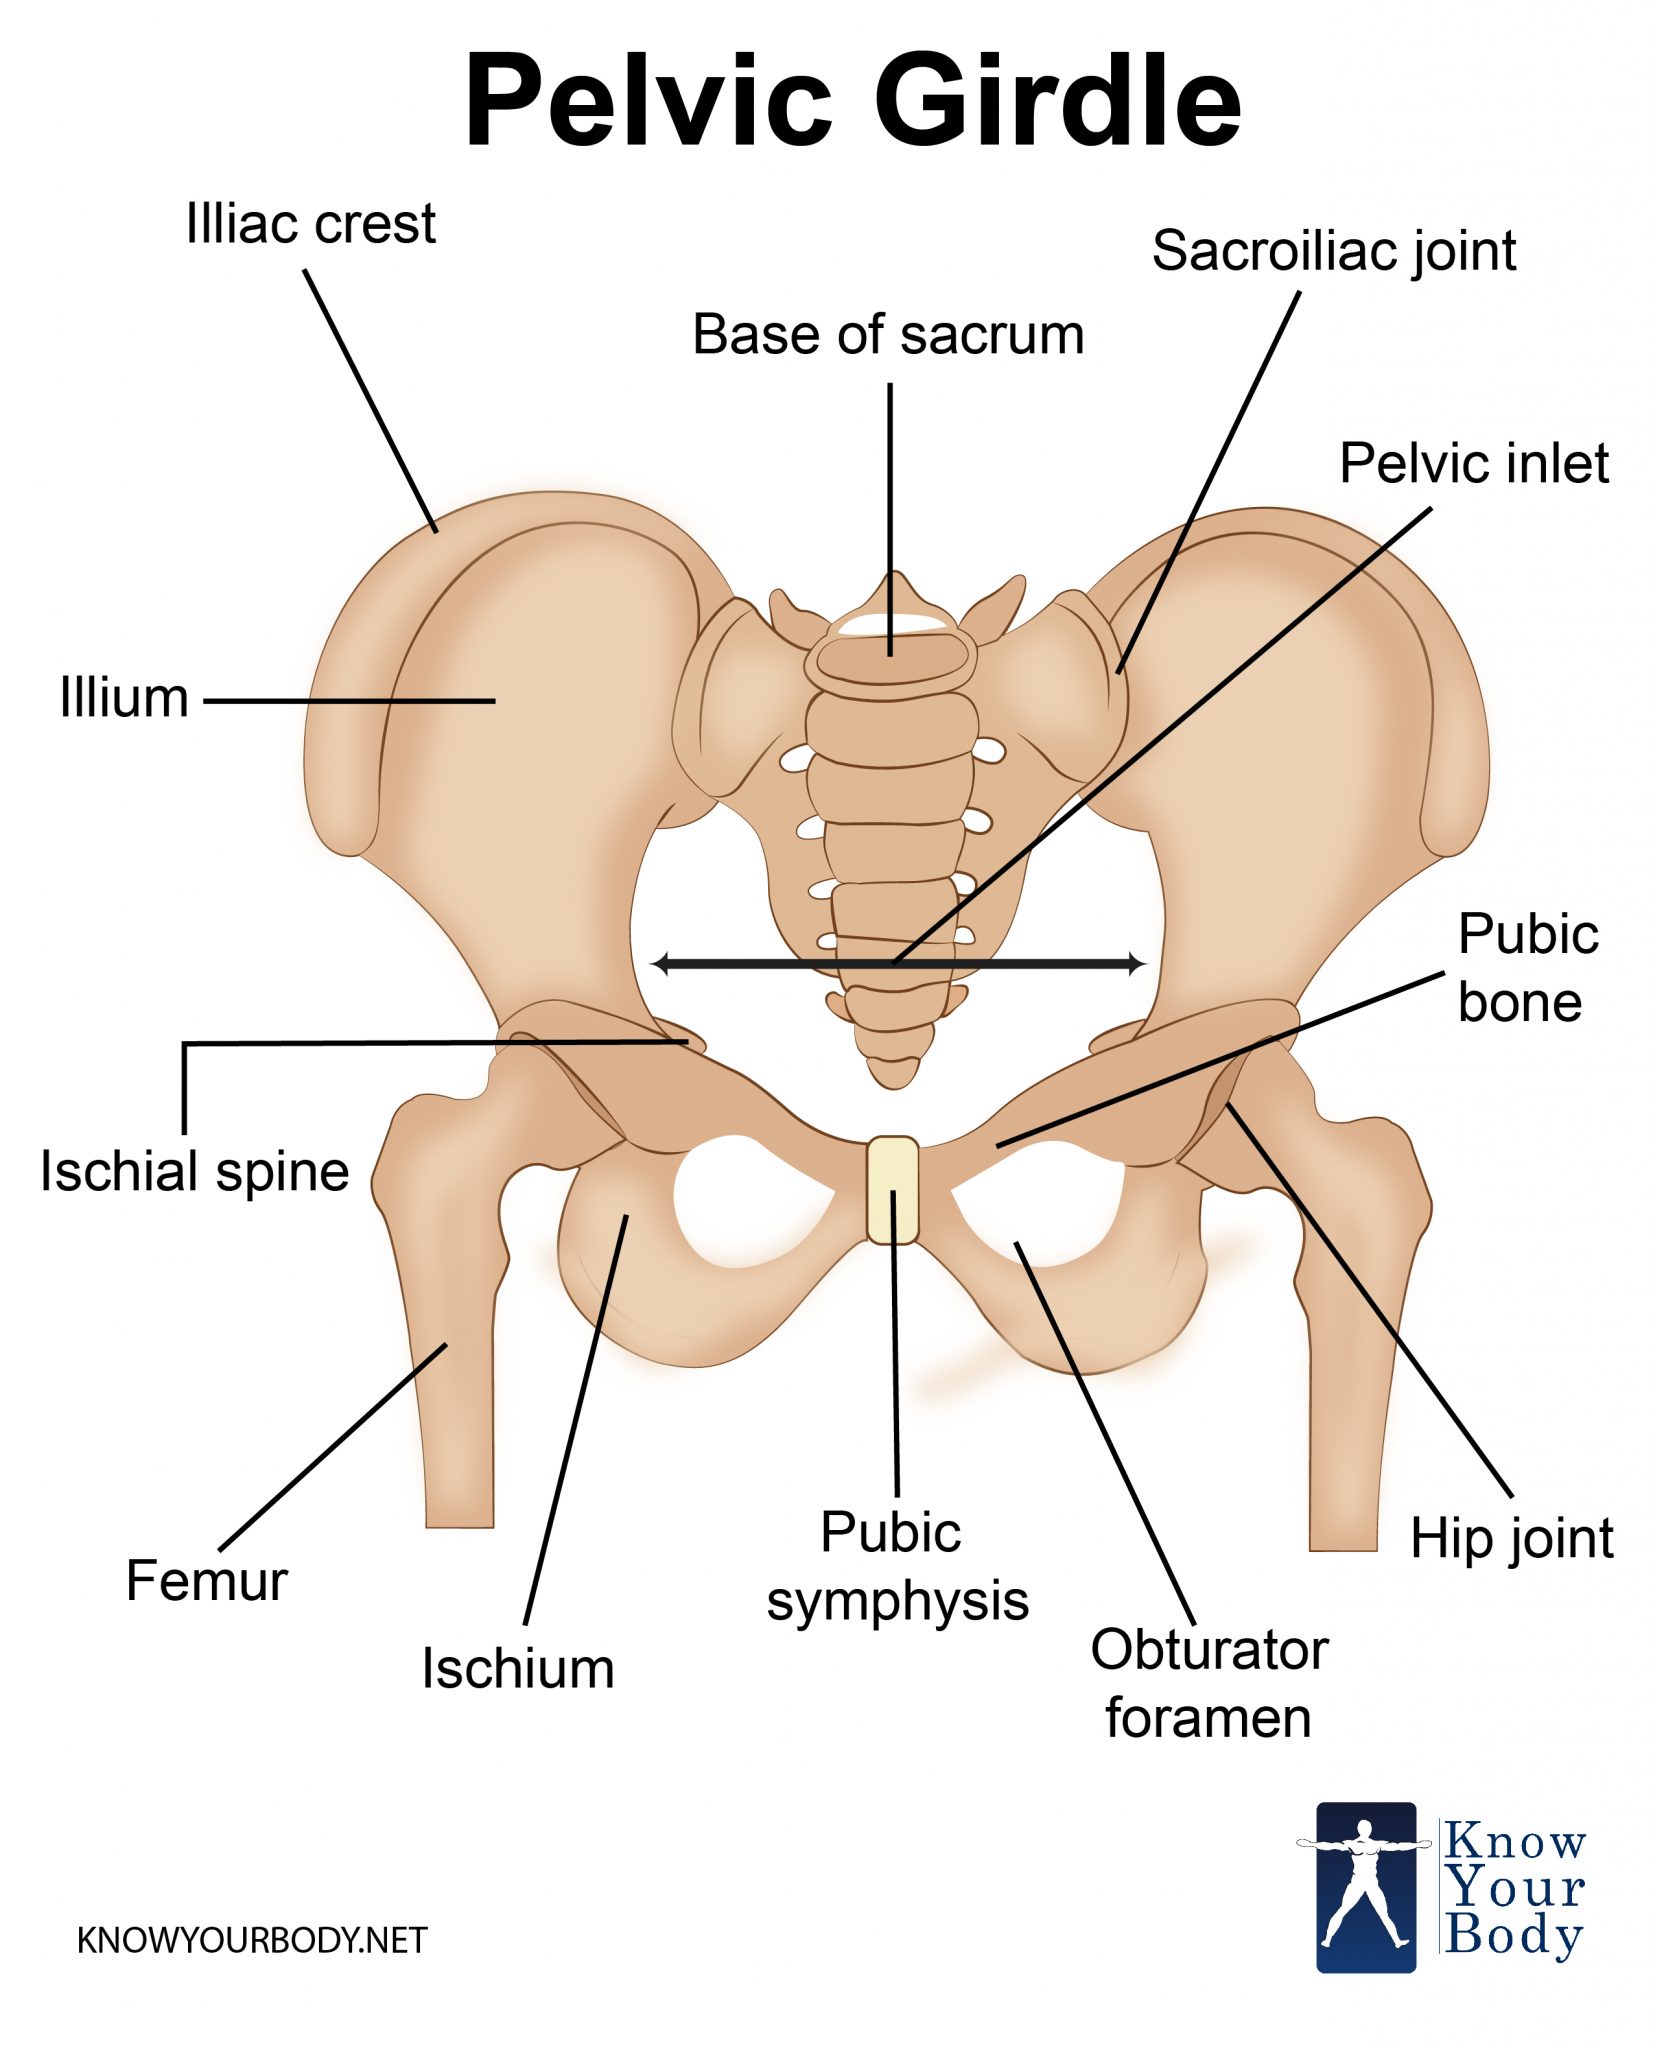 Pelvic Girdle
Illiac crest
Sacroiliac joint
Base of sacrum
Pelvic inlet
Illium
Pubic
bone
Ischial spine
Femur
Ischium
Pubic
symphysis
Obturator
foramen
Hip joint
KNOWYOURBODY.NET
Know
Your
Body